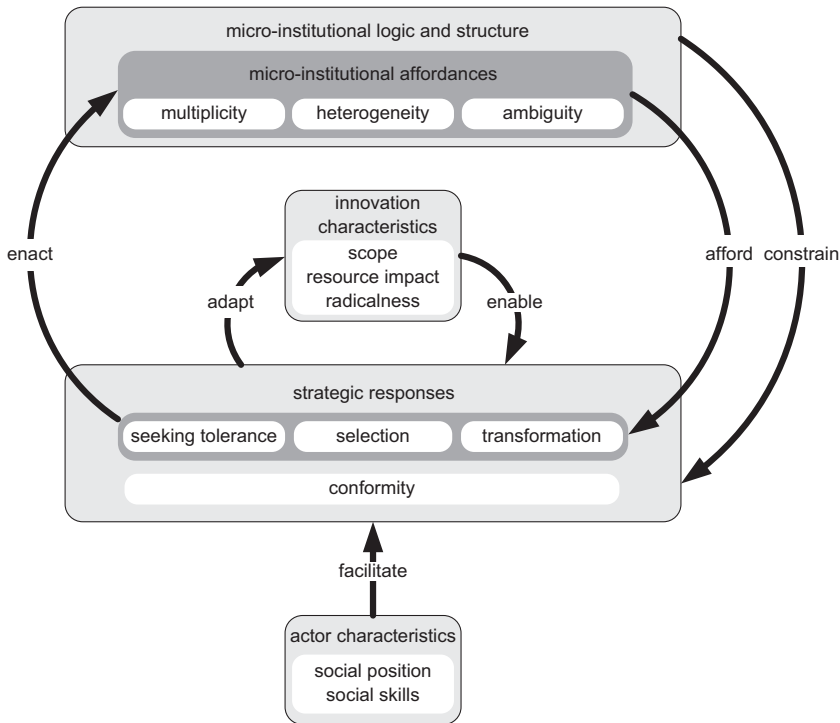 micro-institutional logic and structure
micro-institutional affordances
multiplicity
heterogeneity
ambiguity
innovation
characteristics
scope
resource impact
radicalness
enact
adapt
enable
afford
constrain
strategic responses
seeking tolerance
selection
transformation
conformity
facilitate
actor characteristics
social position
social skills